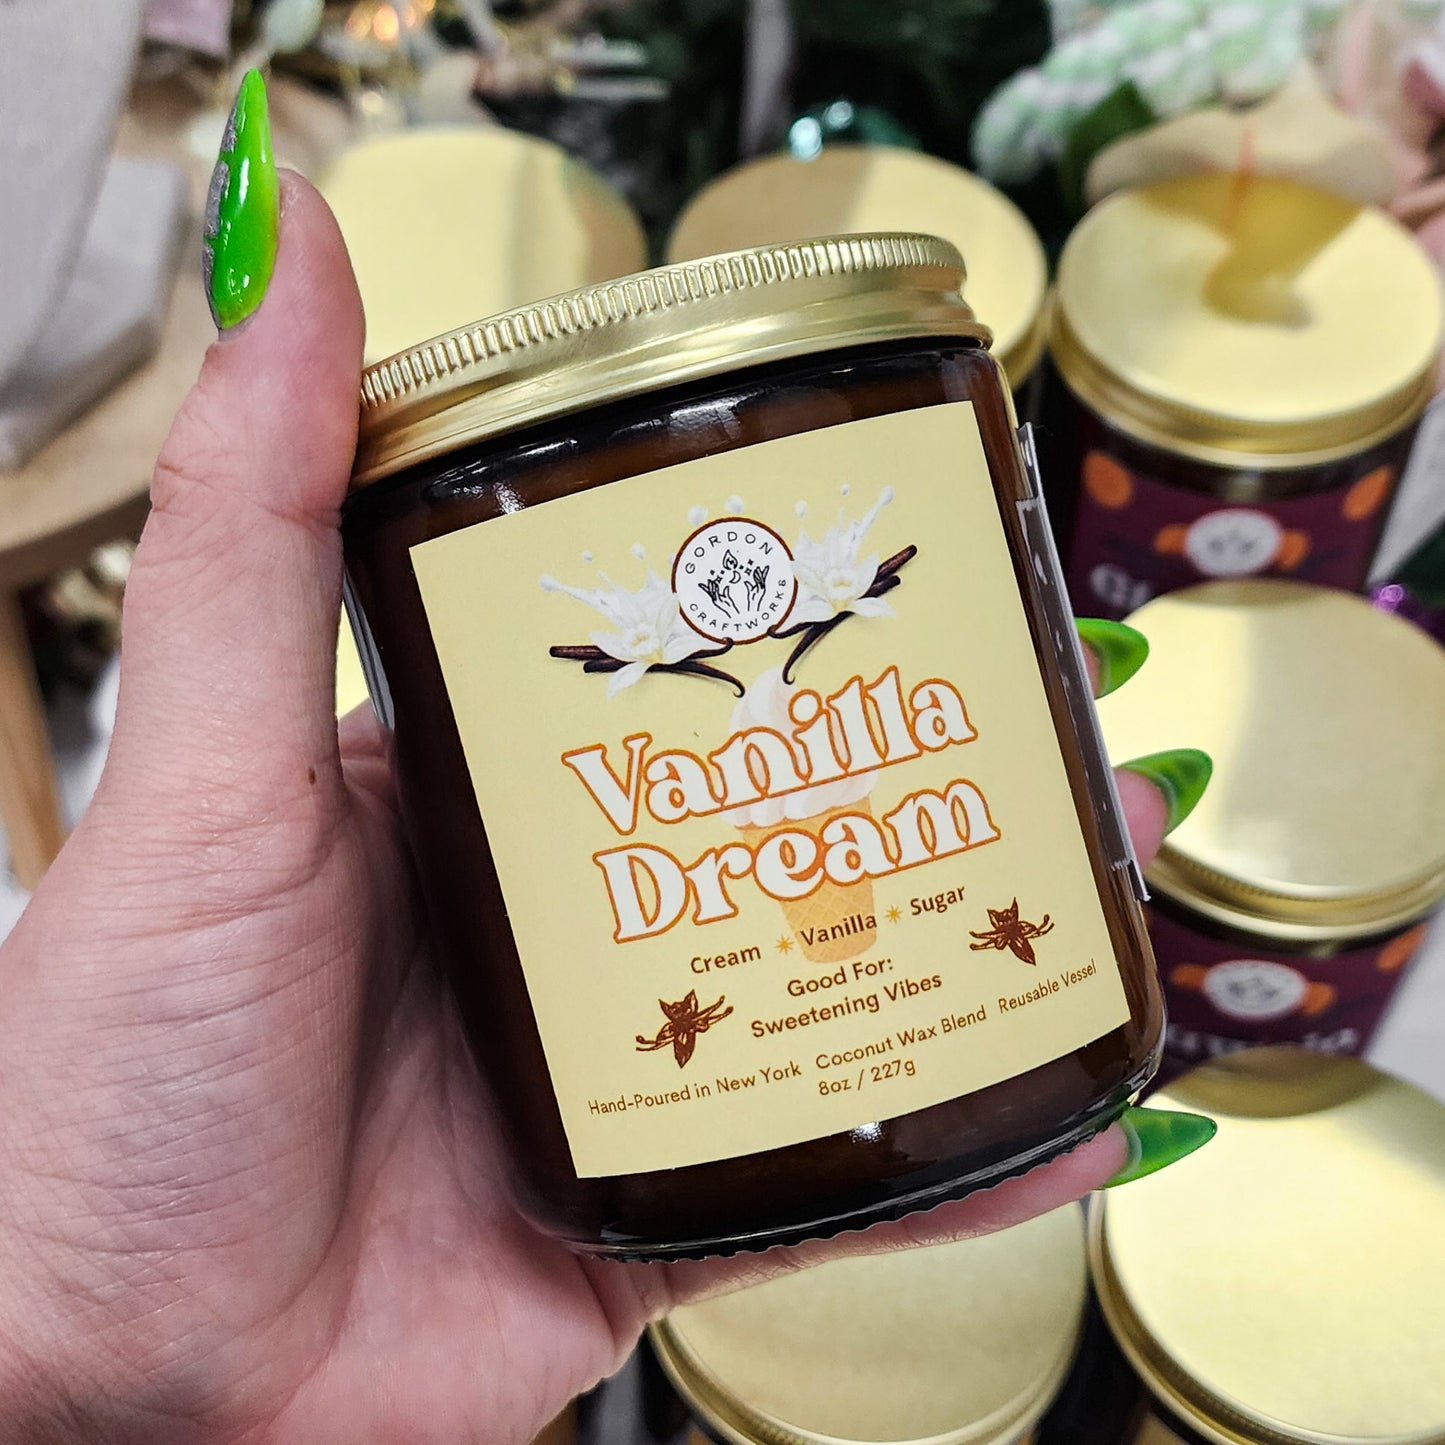 GORDON
CRAFTWORKS
Vanilla
Dream
Cream ✴ Vanilla ✴ Sugar
Good For:
Sweetening Vibes
Hand-Poured in New York Coconut Wax Blend Reusable Vessel
8oz / 227g